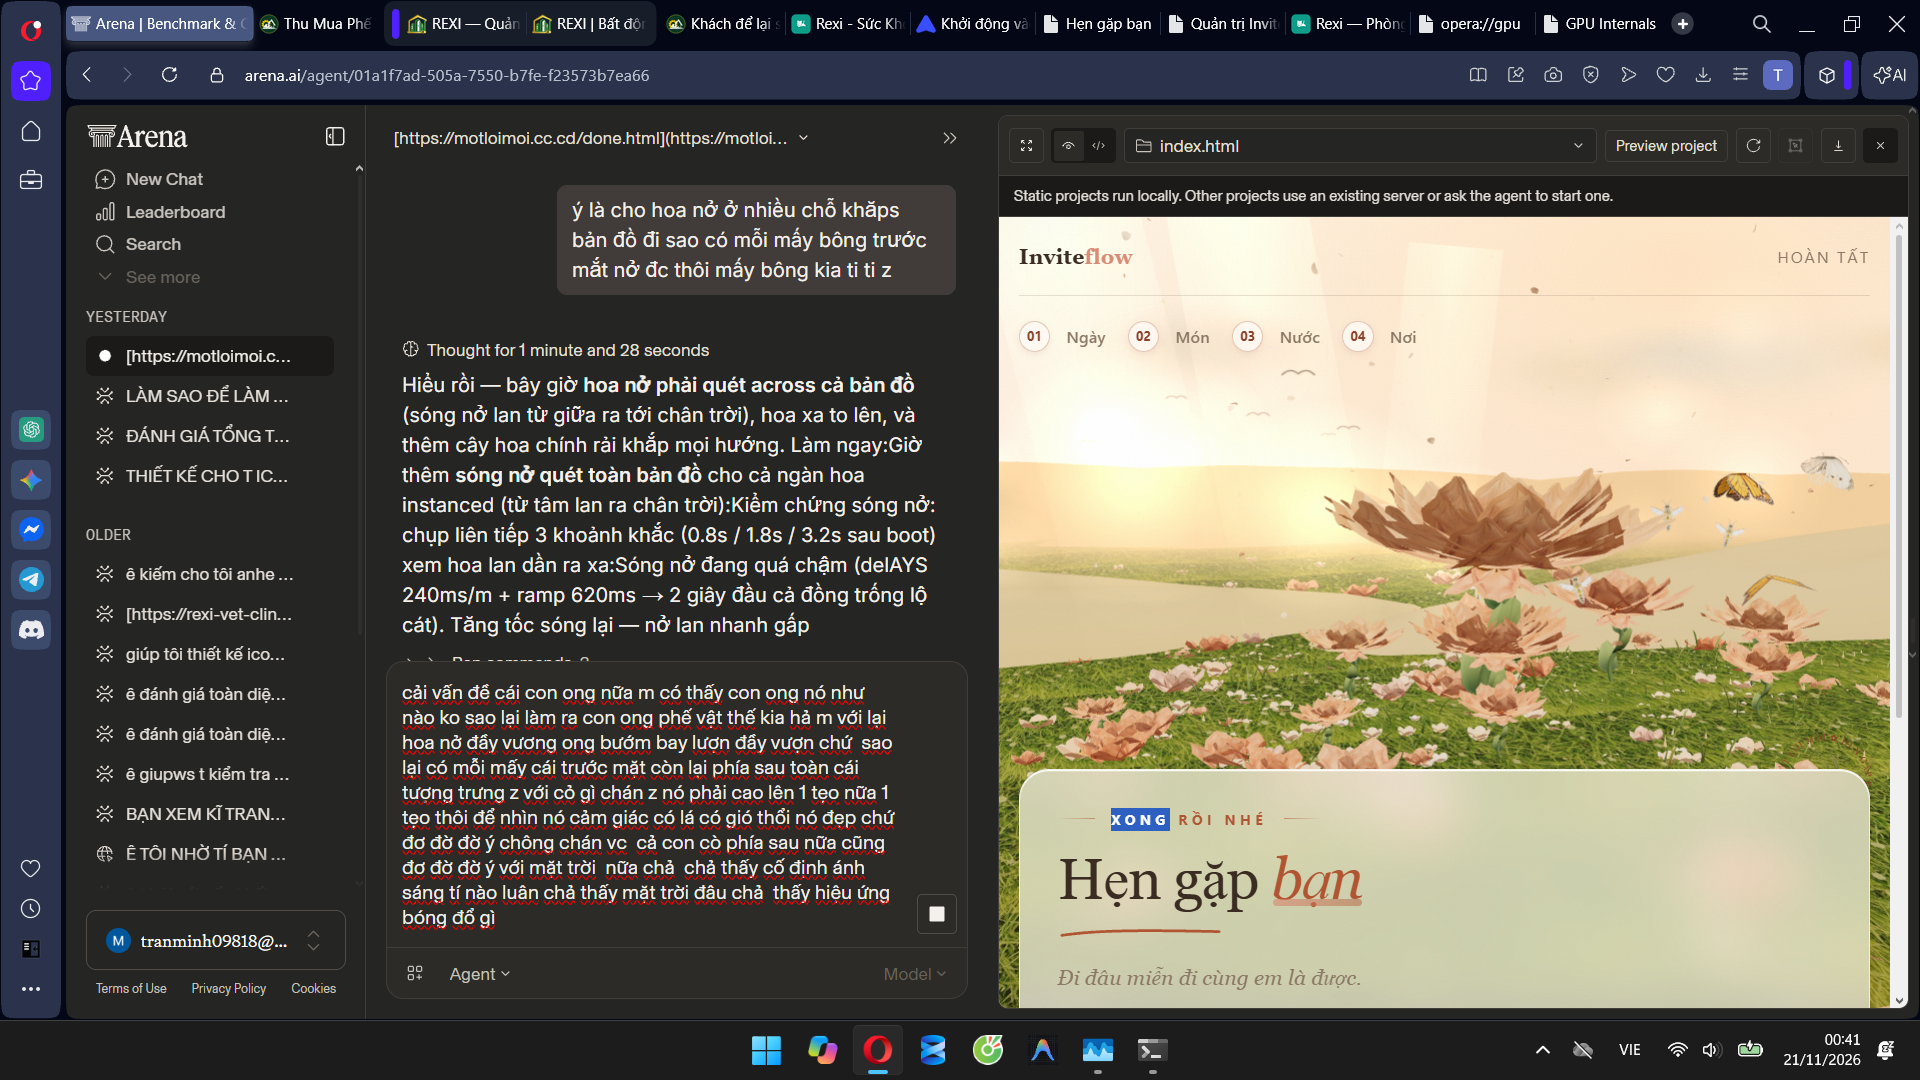 Arena | Benchmark & C
Thu Mua Phế
REXI — Quản
REXI | Bất độn
Khách để lại s
Rexi - Sức Kh
Khởi động và
Hẹn gặp bạn
Quản trị Invit
Rexi — Phòn
opera://gpu
GPU Internals
arena.ai/agent/01a1f7ad-505a-7550-b7fe-f23573b7ea66
T
AI
Arena
New Chat
Leaderboard
Search
See more
YESTERDAY
[https://motloimoi.c...
LÀM SAO ĐỂ LÀM ...
ĐÁNH GIÁ TỔNG T...
THIẾT KẾ CHO T IC...
OLDER
ê kiếm cho tôi anhe ...
[https://rexi-vet-clin...
giúp tôi thiết kế ico...
ê đánh giá toàn diệ...
ê đánh giá toàn diệ...
ê giupws t kiểm tra ...
BẠN XEM KĨ TRAN...
Ê TÔI NHỜ TÍ BẠN ...
M
tranminh09818@...
Terms of Use
Privacy Policy
Cookies
[https://motloimoi.cc.cd/done.html](https://motloi...
ý là cho hoa nở ở nhiều chỗ khăps
bản đồ đi sao có mỗi mấy bông trước
mắt nở đc thôi mấy bông kia ti ti z
Thought for 1 minute and 28 seconds
Hiểu rồi — bây giờ hoa nở phải quét across cả bản đồ
(sóng nở lan từ giữa ra tới chân trời), hoa xa to lên, và
thêm cây hoa chính rải khắp mọi hướng. Làm ngay:Giờ
thêm sóng nở quét toàn bản đồ cho cả ngàn hoa
instanced (từ tâm lan ra chân trời):Kiểm chứng sóng nở:
chụp liên tiếp 3 khoảnh khắc (0.8s / 1.8s / 3.2s sau boot)
xem hoa lan dần ra xa:Sóng nở đang quá chậm (delAYS
240ms/m + ramp 620ms → 2 giây đầu cả đồng trống lộ
cát). Tăng tốc sóng lại — nở lan nhanh gấp
cải vấn đề cái con ong nữa m có thấy con ong nó như
nào ko sao lại làm ra con ong phế vật thế kia hả m với lại
hoa nở đầy vương ong bướm bay lượn đầy vượn chứ  sao
lại có mỗi mấy cái trước mặt còn lại phía sau toàn cái
tượng trưng z với cỏ gì chán z nó phải cao lên 1 tẹo nữa 1
tẹo thôi để nhìn nó cảm giác có lá có gió thổi nó đẹp chứ
đơ đờ đờ ý chông chán vc  cả con cò phía sau nữa cũng
đơ đờ đờ ý với mặt trời  nữa chả  chả thấy cố định ánh
sáng tí nào luân chả thấy mặt trời đâu chả  thấy hiệu ứng
bóng đổ gì
Agent
Model
index.html
Preview project
Static projects run locally. Other projects use an existing server or ask the agent to start one.
Inviteflow
HOÀN TẤT
01 Ngày 02 Món 03 Nước 04 Nơi
XONG RỒI NHÉ
Hẹn gặp bạn
Đi đâu miễn đi cùng em là được.
VIE
00:41
21/11/2026